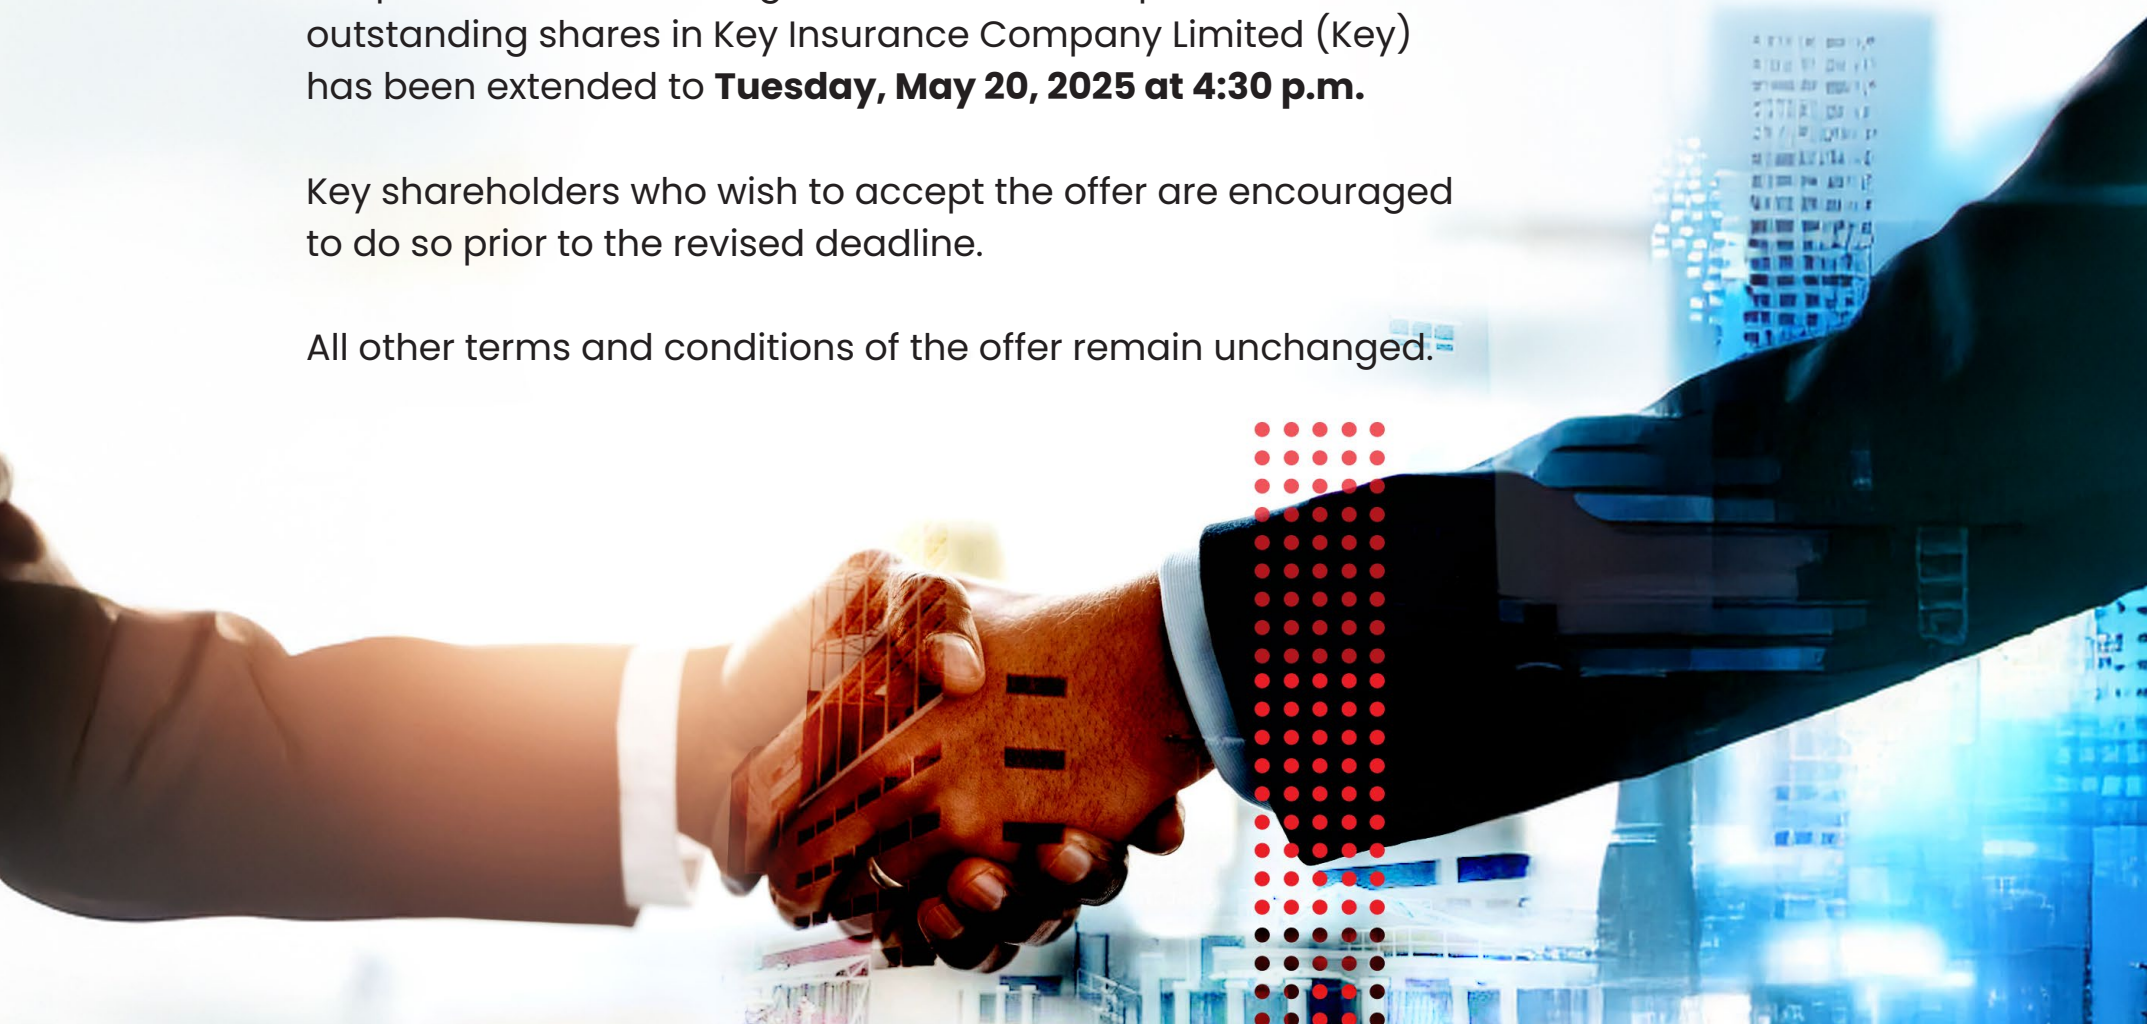 outstanding shares in Key Insurance Company Limited (Key)
has been extended to Tuesday, May 20, 2025 at 4:30 p.m.
Key shareholders who wish to accept the offer are encouraged
to do so prior to the revised deadline.
All other terms and conditions of the offer remain unchanged.